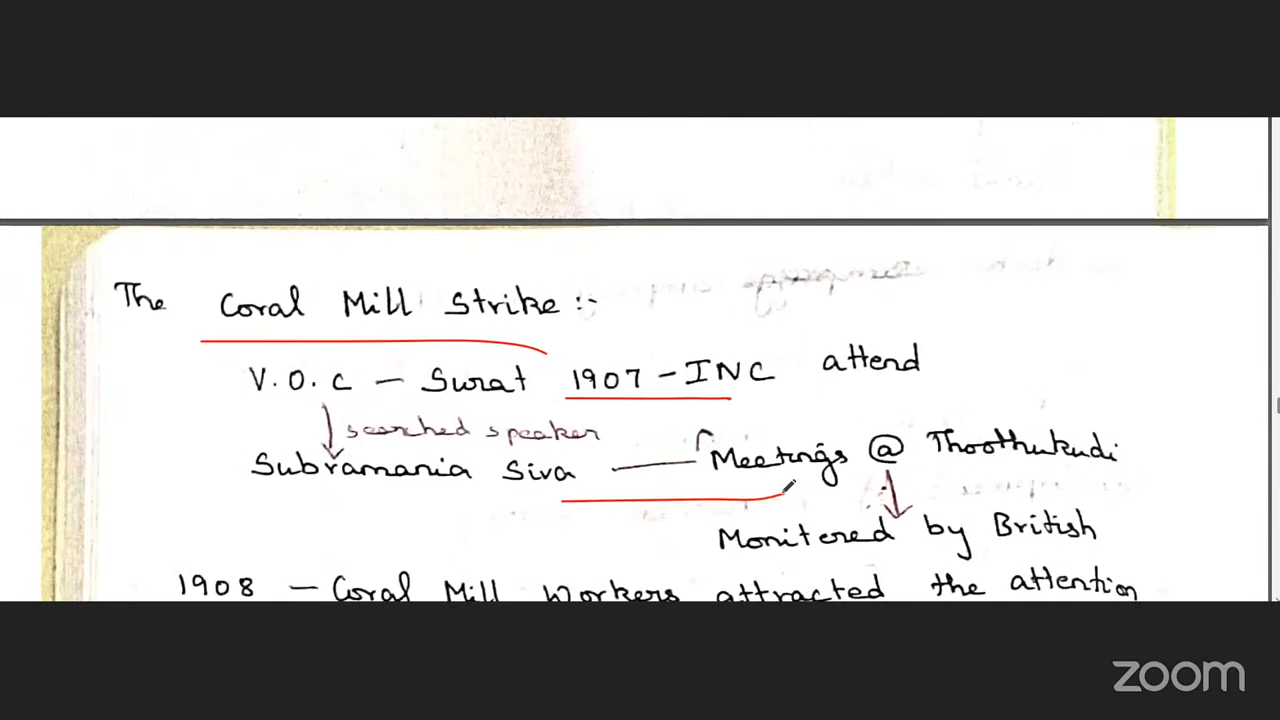 The Coral Mill Strike :-
V.O.C – Surat 1907 – INC attend
searched speaker
Subramania Siva —— Meetings @ Thoothukudi
Monitered by British
1908 – Coral Mill Workers attracted the attention
zoom